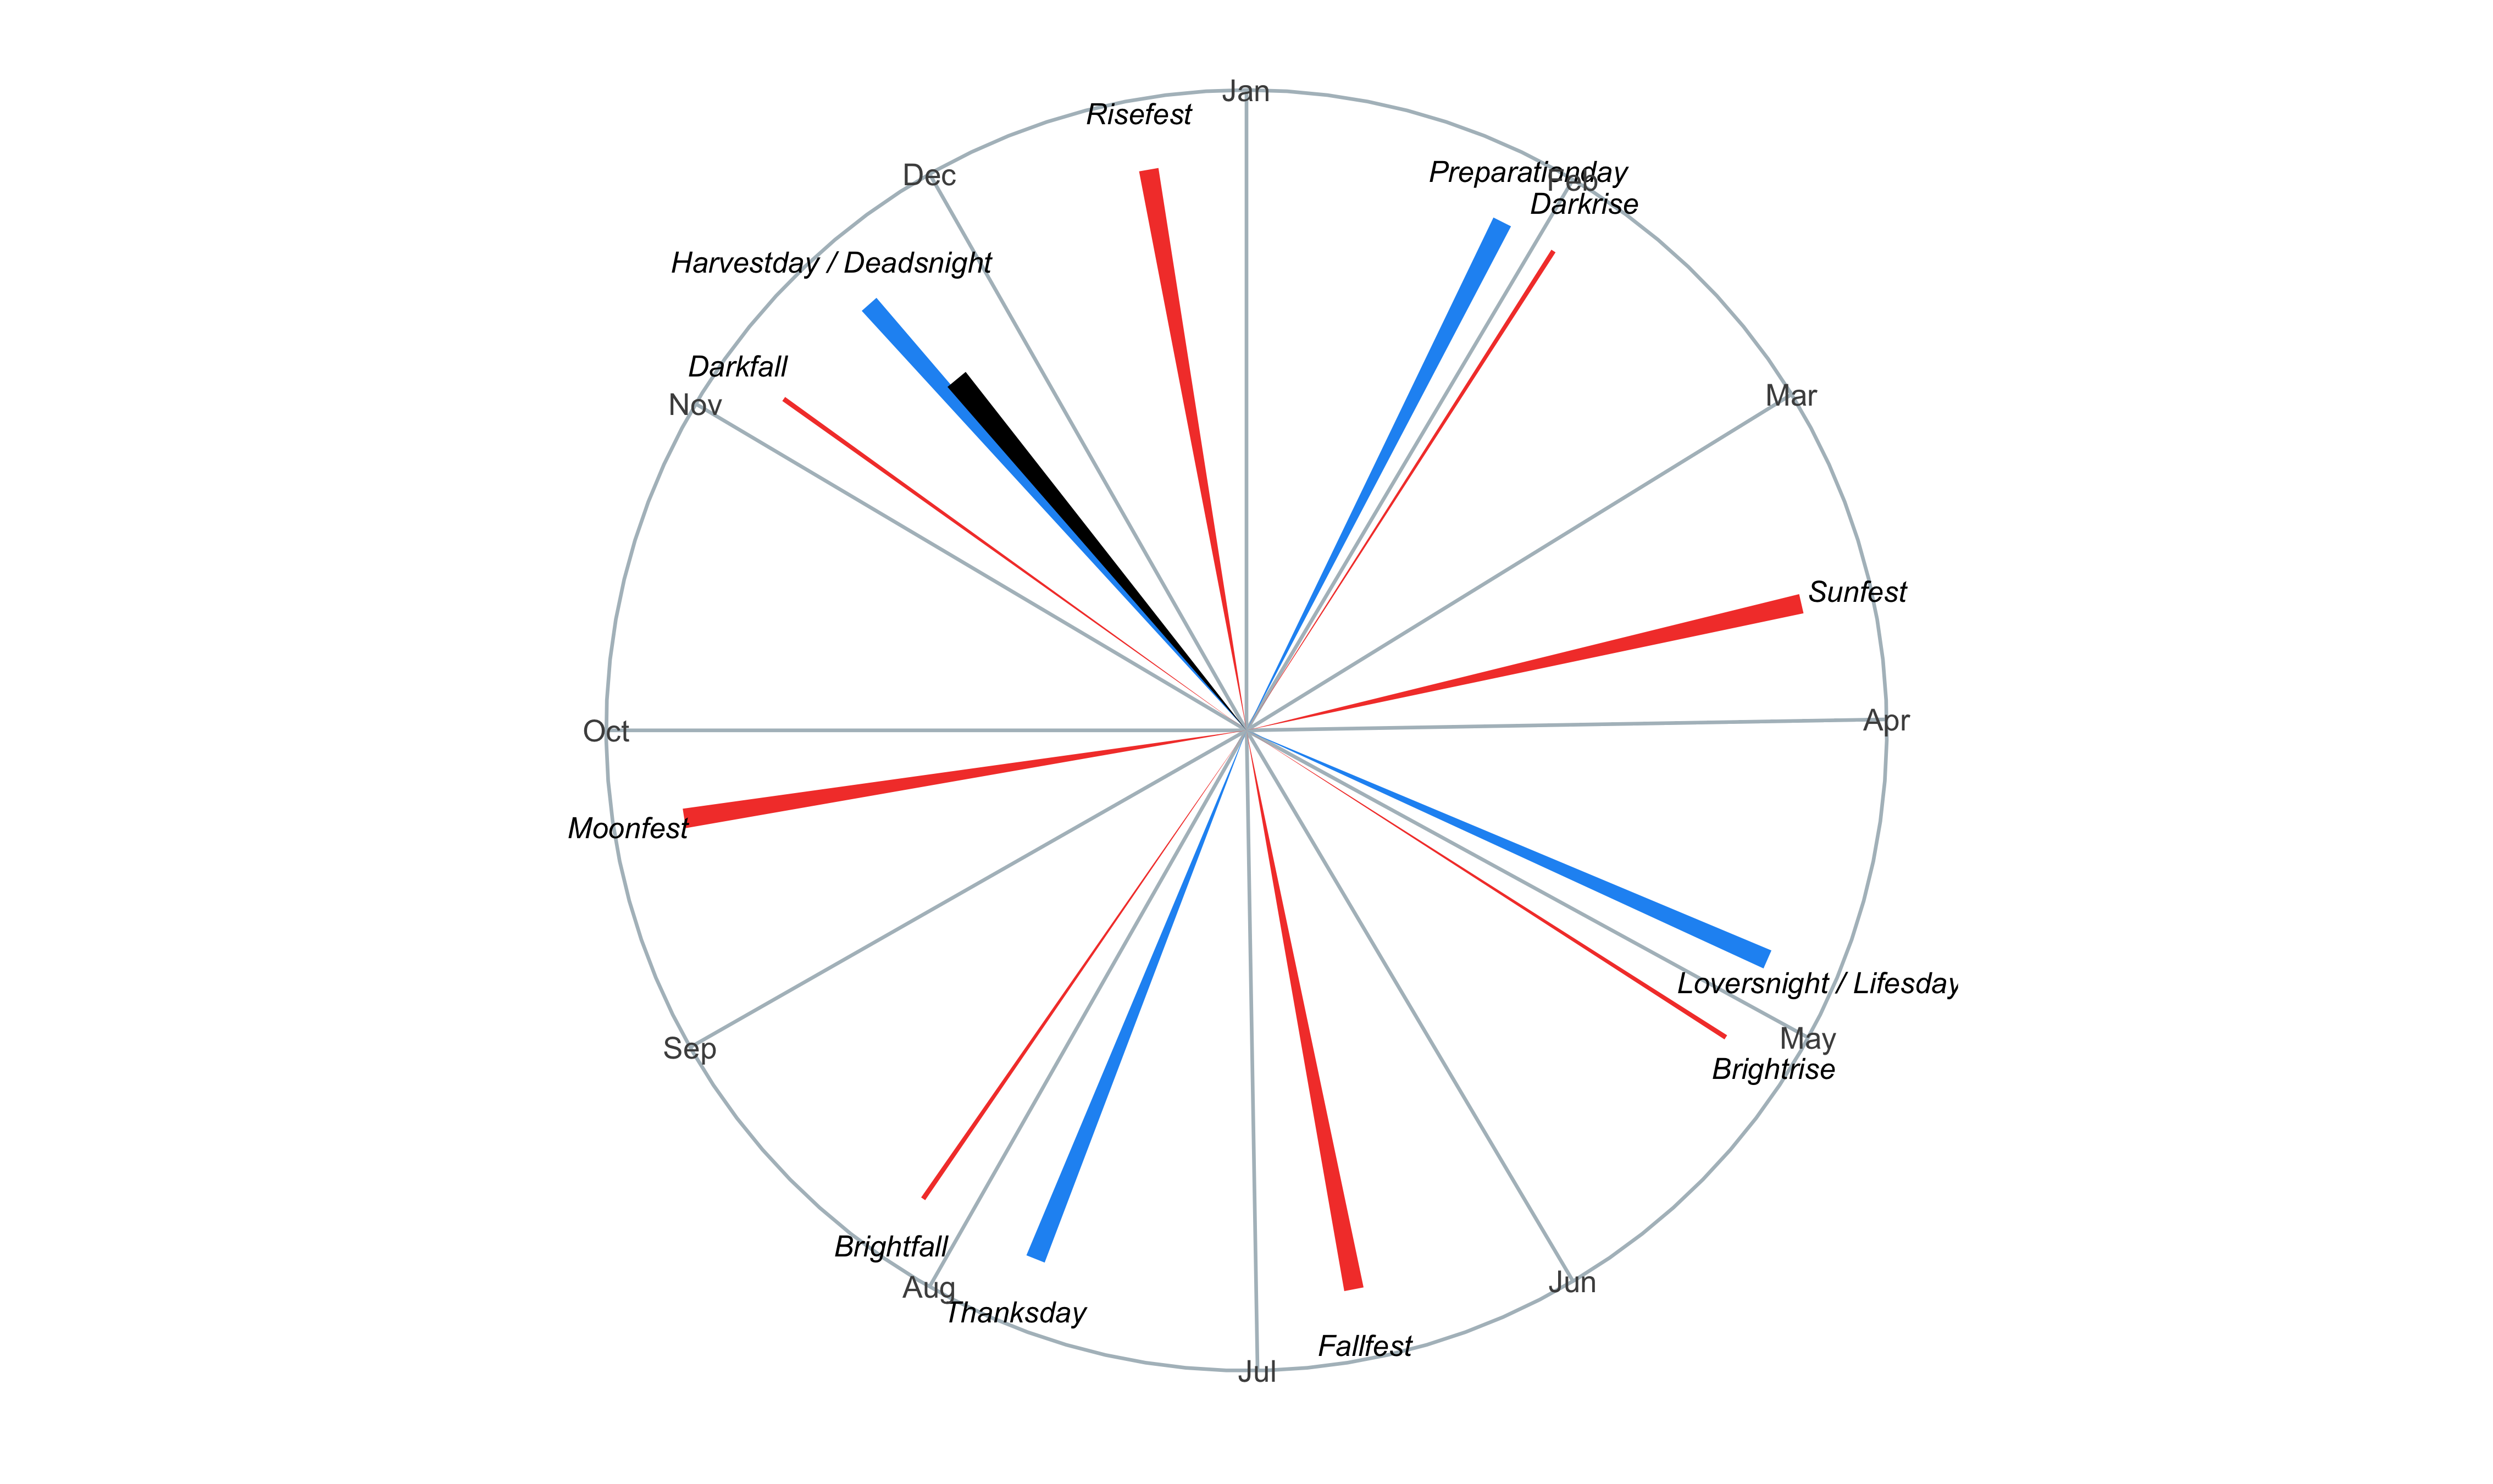 Jan
Risefest
Dec
Preparationday
Feb
Darkrise
Harvestday / Deadsnight
Darkfall
Mar
Nov
Sunfest
Apr
Oct
Moonfest
Loversnight / Lifesday
May
Sep
Brightrise
Brightfall
Jun
Aug
Thanksday
Fallfest
Jul